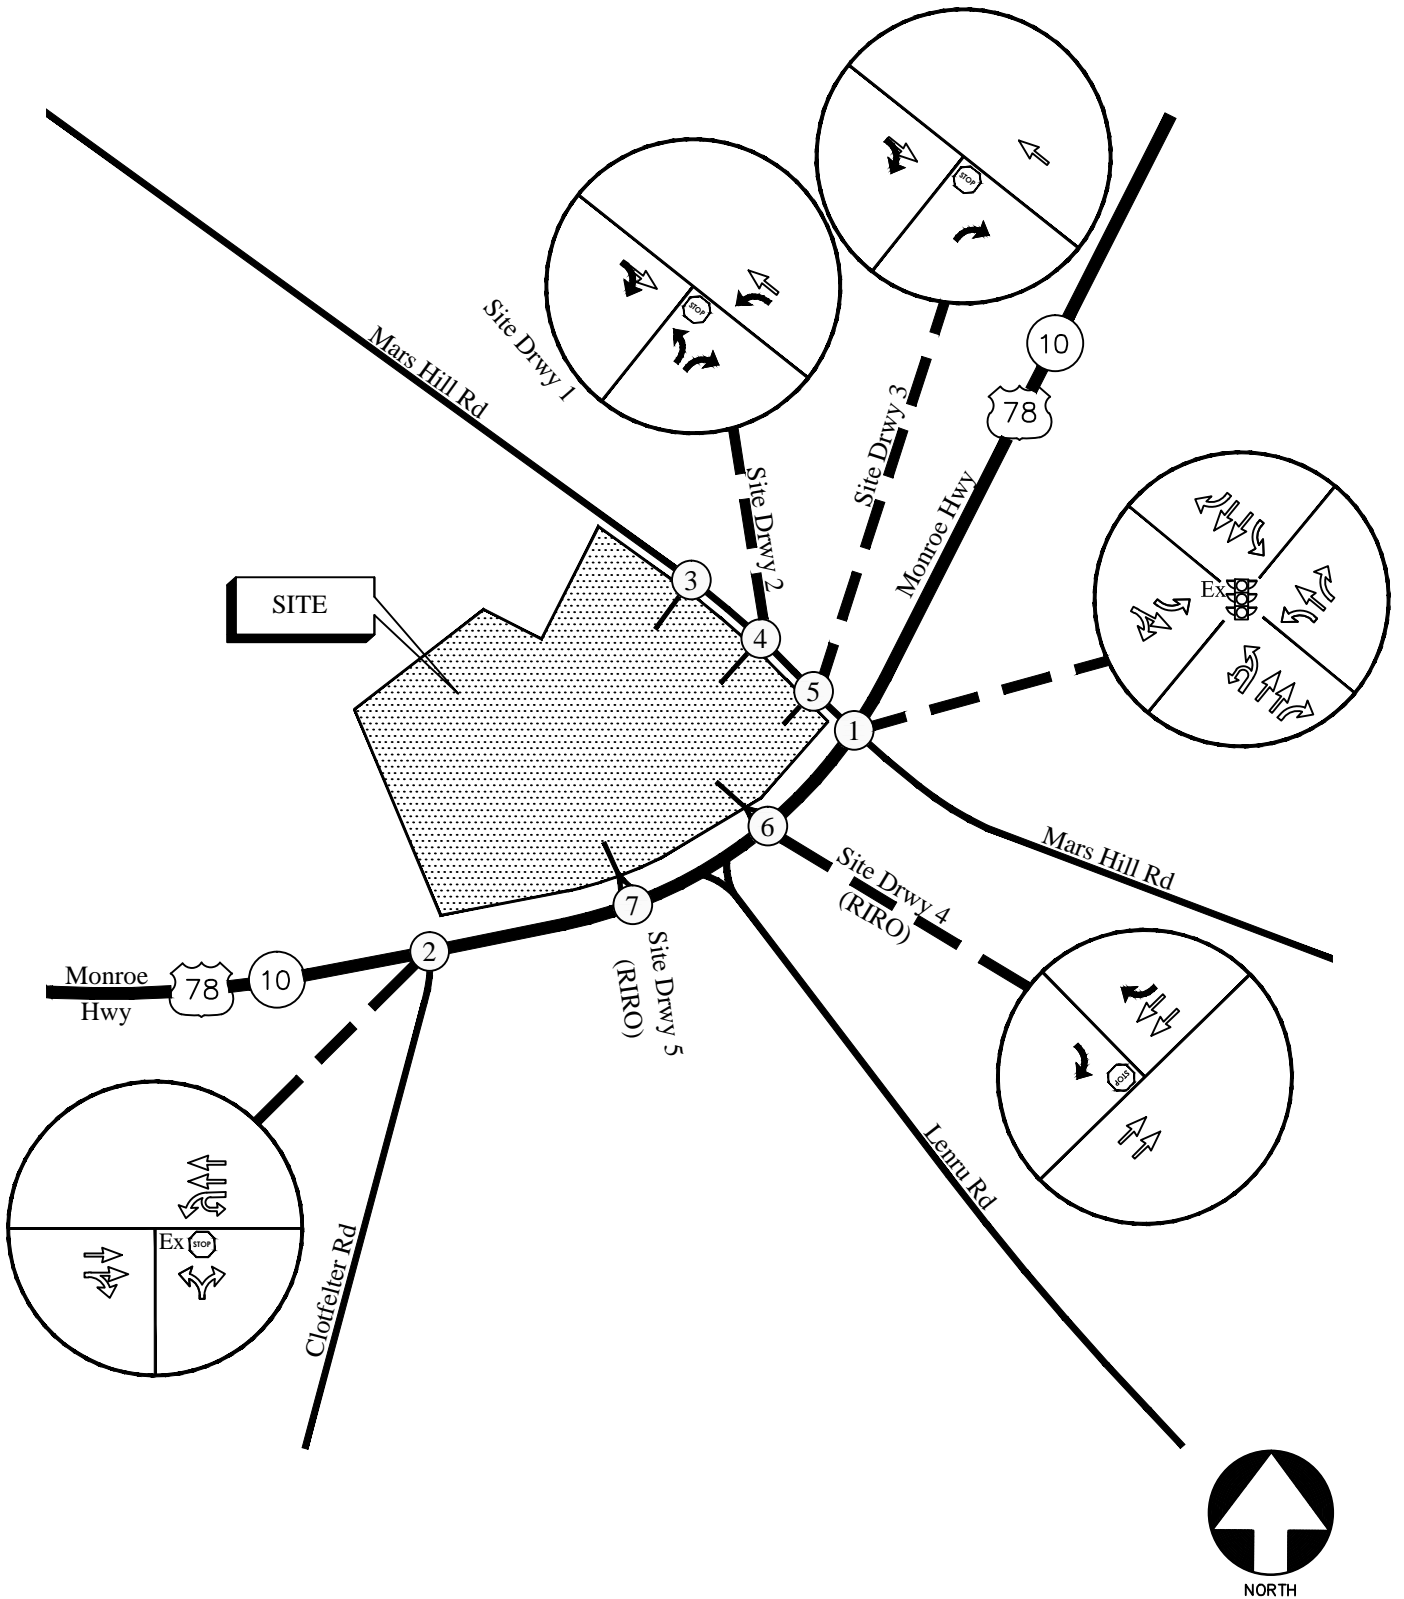 STOP
STOP
10
78
Mars Hill Rd
Site Drwy 1
Site Drwy 2
Site Drwy 3
Monroe Hwy
Ex
3
SITE
4
5
1
6
Mars Hill Rd
Site Drwy 4
(RIRO)
7
2
Site Drwy 5
(RIRO)
Monroe
Hwy
78
10
STOP
Lenru Rd
Ex
STOP
Clotfelter Rd
NORTH